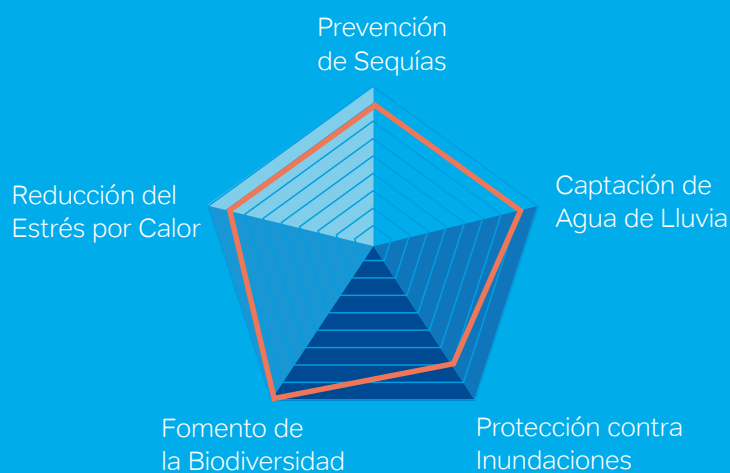 Prevención
de Sequías
Captación de
Agua de Lluvia
Reducción del
Estrés por Calor
Fomento de
la Biodiversidad
Protección contra
Inundaciones